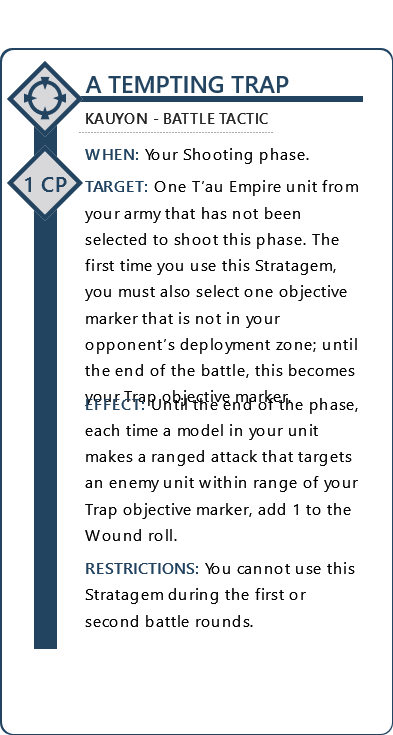 A TEMPTING TRAP
KAUYON - BATTLE TACTIC
WHEN: Your Shooting phase.
1 CP
TARGET: One T’au Empire unit from
your army that has not been
selected to shoot this phase. The
first time you use this Stratagem,
you must also select one objective
marker that is not in your
opponent’s deployment zone; until
the end of the battle, this becomes
your Trap objective marker.
EFFECT: Until the end of the phase,
each time a model in your unit
makes a ranged attack that targets
an enemy unit within range of your
Trap objective marker, add 1 to the
Wound roll.
RESTRICTIONS: You cannot use this
Stratagem during the first or
second battle rounds.